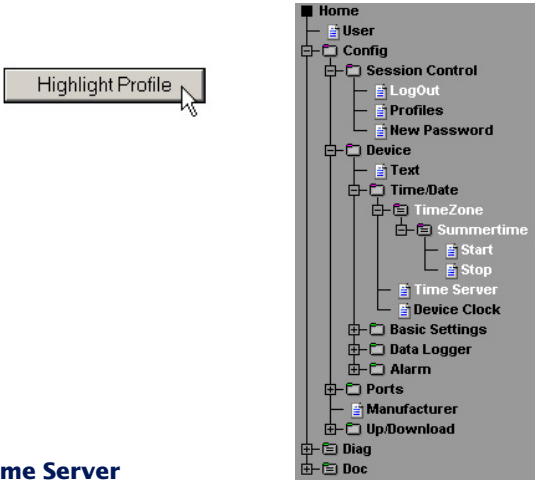 Highlight Profile
Home
User
Config
Session Control
LogOut
Profiles
New Password
Device
Text
Time/Date
TimeZone
Summertime
Start
Stop
Time Server
Device Clock
Basic Settings
Data Logger
Alarm
Ports
Manufacturer
Up/Download
Diag
Doc
me Server